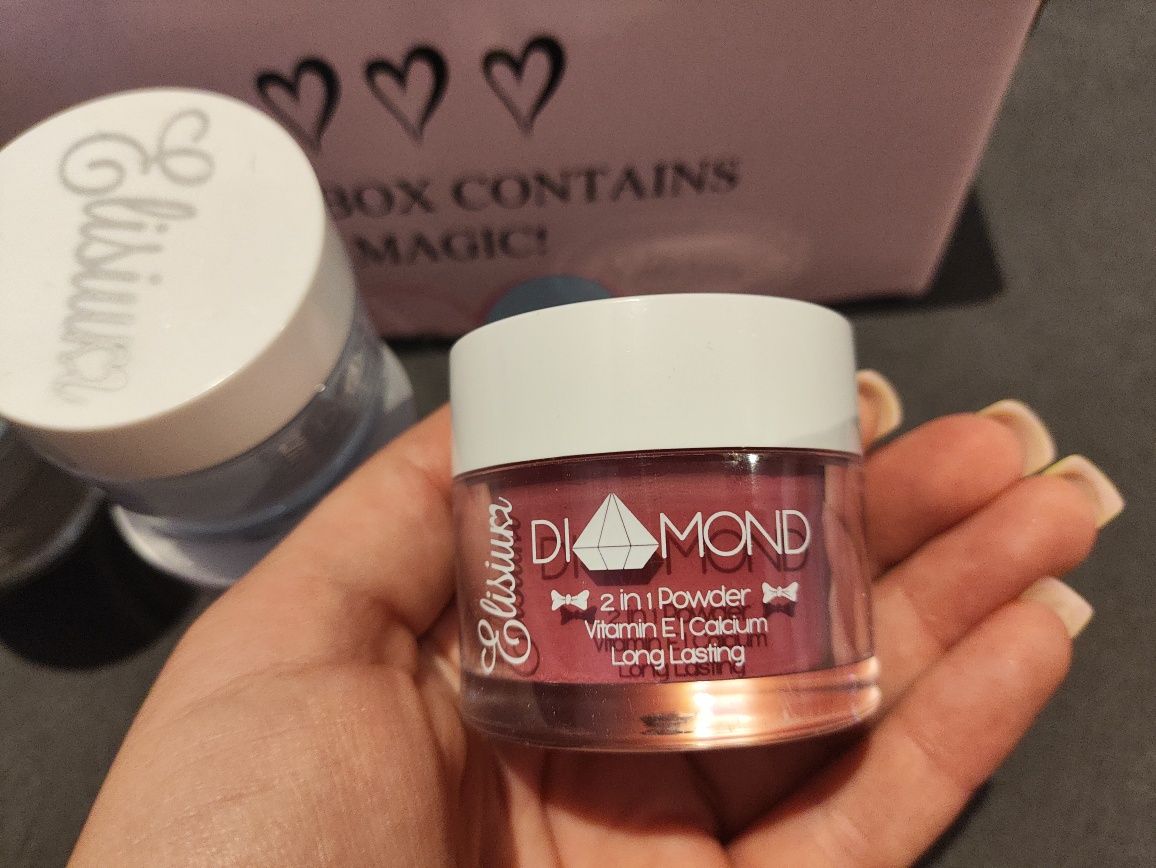 BOX CONTAINS
MAGIC!
Elisium
Elisium
DIAMOND
2 in 1 Powder
Vitamin E | Calcium
Long Lasting